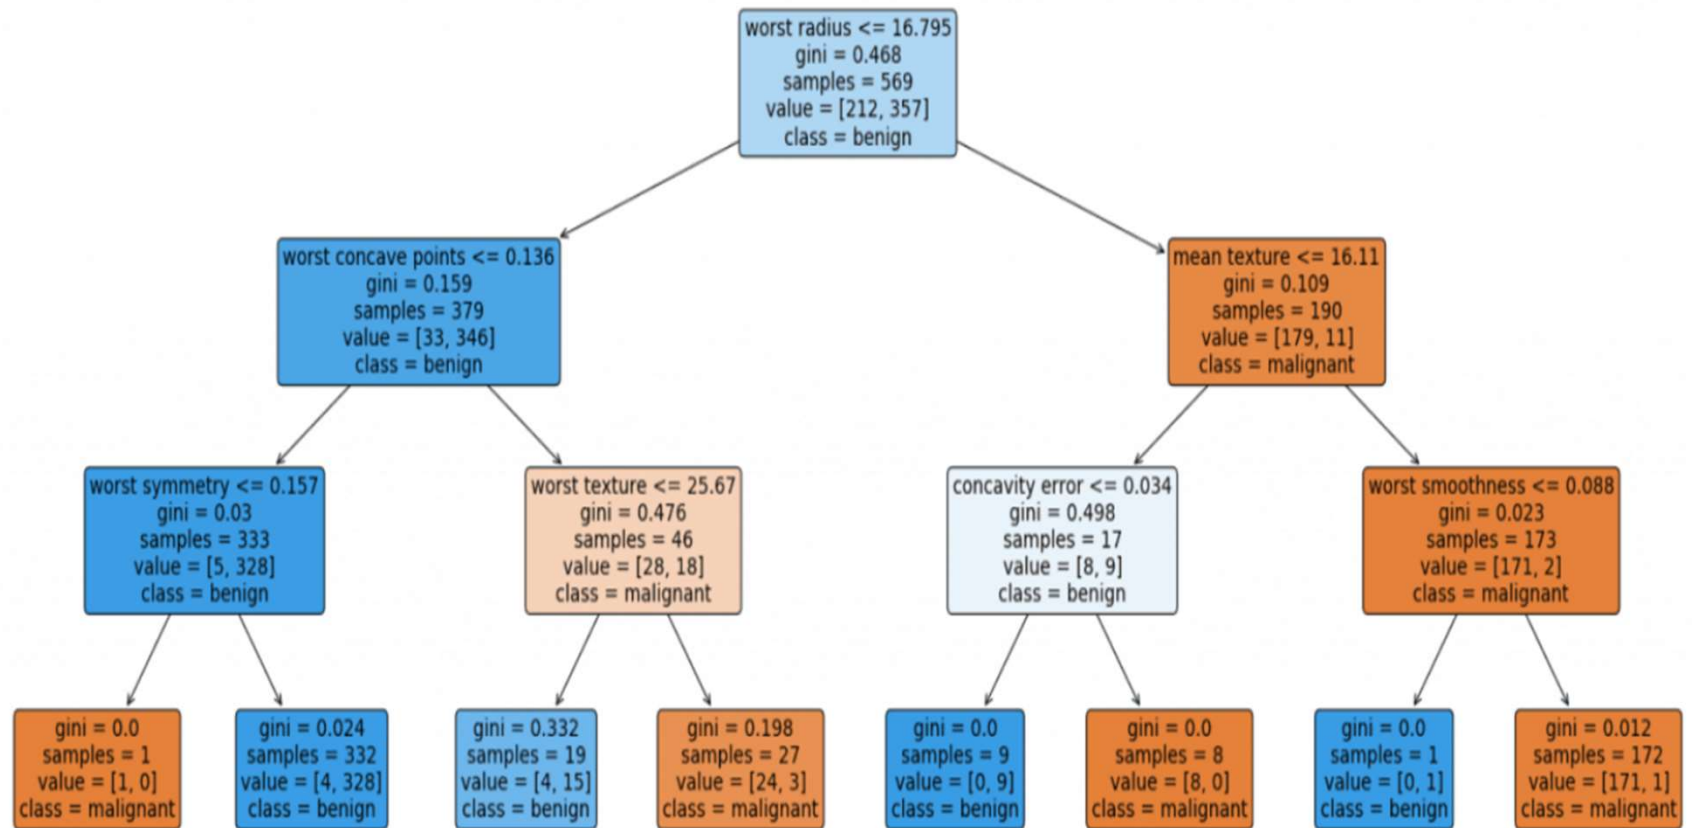 worst radius <= 16.795
gini = 0.468
samples = 569
value = [212, 357]
class = benign
worst concave points <= 0.136
gini = 0.159
samples = 379
value = [33, 346]
class = benign
mean texture <= 16.11
gini = 0.109
samples = 190
value = [179, 11]
class = malignant
worst symmetry <= 0.157
gini = 0.03
samples = 333
value = [5, 328]
class = benign
worst texture <= 25.67
gini = 0.476
samples = 46
value = [28, 18]
class = malignant
concavity error <= 0.034
gini = 0.498
samples = 17
value = [8, 9]
class = benign
worst smoothness <= 0.088
gini = 0.023
samples = 173
value = [171, 2]
class = malignant
gini = 0.0
samples = 1
value = [1, 0]
class = malignant
gini = 0.024
samples = 332
value = [4, 328]
class = benign
gini = 0.332
samples = 19
value = [4, 15]
class = benign
gini = 0.198
samples = 27
value = [24, 3]
class = malignant
gini = 0.0
samples = 9
value = [0, 9]
class = benign
gini = 0.0
samples = 8
value = [8, 0]
class = malignant
gini = 0.0
samples = 1
value = [0, 1]
class = benign
gini = 0.012
samples = 172
value = [171, 1]
class = malignant